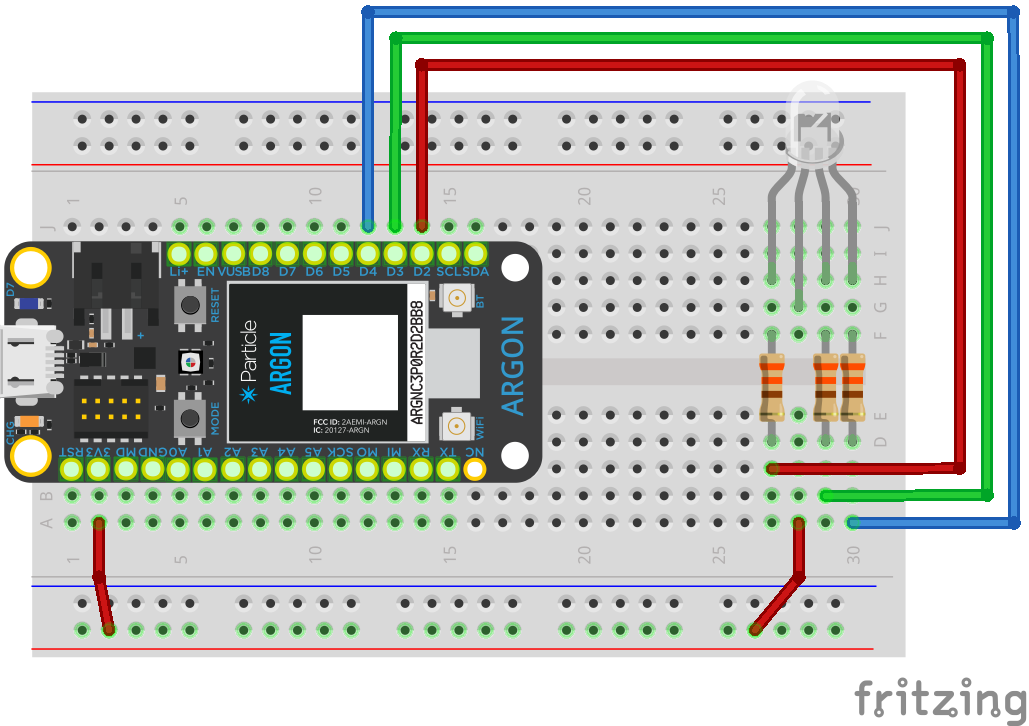 1 10 15 20 25 30
J J
I
H
G
F
Li+ EN VUSB D8 D7 D6 D5 D4 D3 D2 SCL SDA
D7
RESET
BT
+
Particle
ARGON
ARGNC3P0R2D2BB8
ARGON
MODE
FCC ID: 2AEMI-ARGN
IC: 20127-ARGN
WiFi
CHG
RST 3V3 MD GND A0 A1 A2 A3 A4 A5 SCK MO MI RX TX NC
E
D
B B
A A
1 5 10 15 20 25 30
fritzing